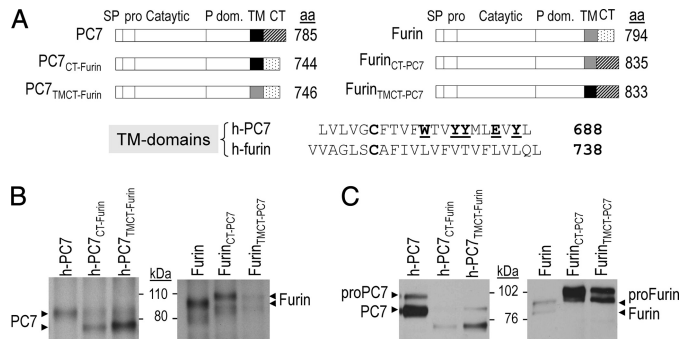 A
SP pro Cataytic P dom. TM CT aa
PC7 785
PC7CT-Furin 744
PC7TMCT-Furin 746
SP pro Catalytic P dom. TM CT aa
Furin 794
FurinCT-PC7 835
FurinTMCT-PC7 833
TM-domains
h-PC7 LVLVGCFTVFWTVYYMLEVYL 688
h-furin VVAGLSCAFIVLVFVTVFLVLQL 738
B
h-PC7 h-PC7CT-Furin h-PC7TMCT-Furin Furin FurinCT-PC7 FurinTMCT-PC7
kDa
110
80
PC7
Furin
C
h-PC7 h-PC7CT-Furin h-PC7TMCT-Furin Furin FurinCT-PC7 FurinTMCT-PC7
kDa
102
76
proPC7
PC7
proFurin
Furin